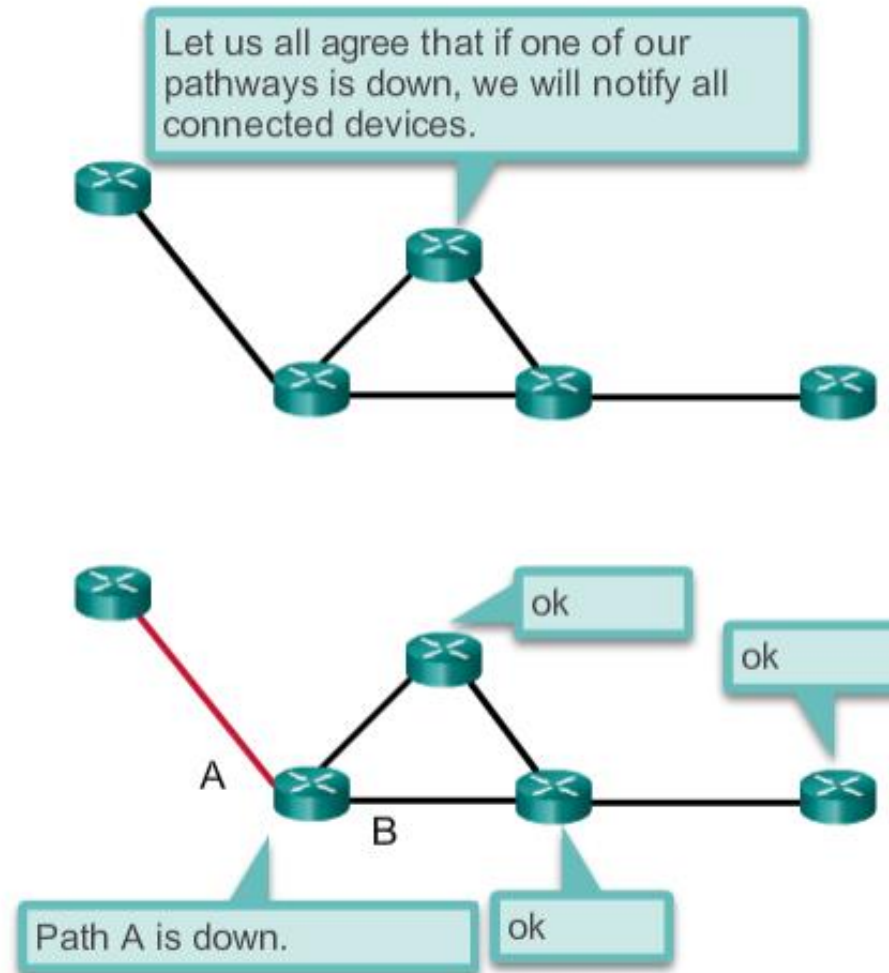 Let us all agree that if one of our
pathways is down, we will notify all
connected devices.
ok
ok
A
B
Path A is down.
ok